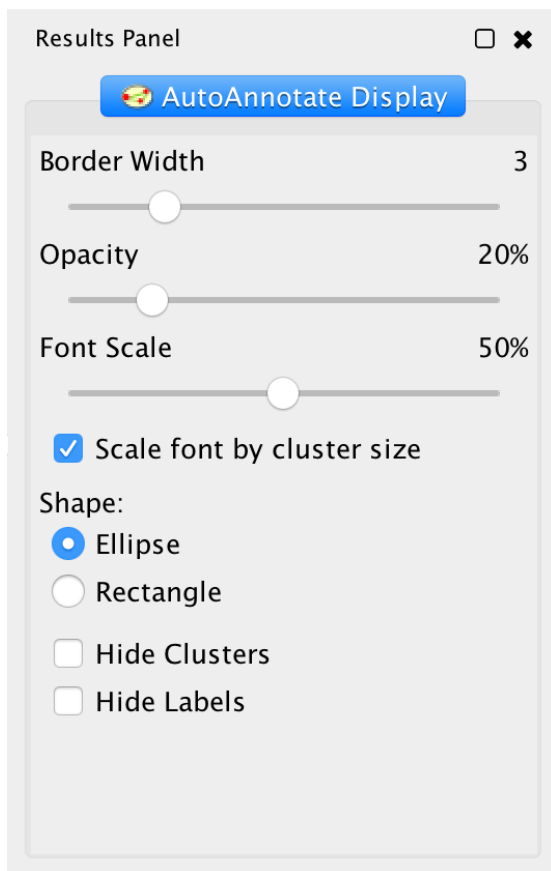 Results Panel
AutoAnnotate Display
Border Width 3
Opacity 20%
Font Scale 50%
Scale font by cluster size
Shape:
Ellipse
Rectangle
Hide Clusters
Hide Labels